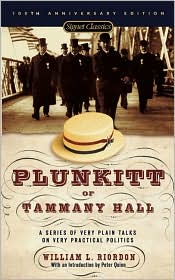 100TH ANNIVERSARY EDITION
Signet Classics
PLUNKITT
OF
TAMMANY HALL
A SERIES OF VERY PLAIN TALKS
ON VERY PRACTICAL POLITICS
WILLIAM L. RIORDON
With an Introduction by Peter Quinn